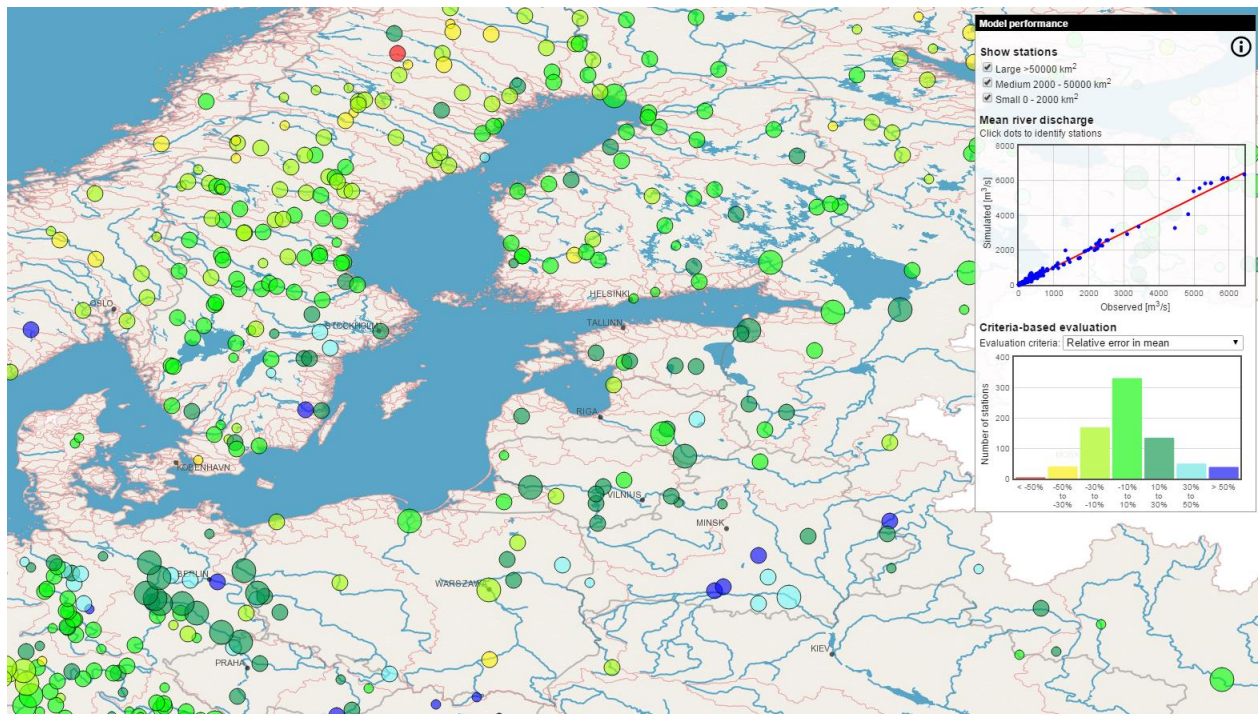 Model performance
Show stations
Large >50000 km²
Medium 2000 - 50000 km²
Small 0 - 2000 km²
Mean river discharge
Click dots to identify stations
8000
6000
4000
2000
0
Simulated [m³/s]
0 1000 2000 3000 4000 5000 6000
Observed [m³/s]
Criteria-based evaluation
Evaluation criteria: Relative error in mean
400
300
200
100
0
Number of stations
< -50% -50% to -30% -30% to -10% -10% to 10% 10% to 30% 30% to 50% > 50%
OSLO
STOCKHOLM
HELSINKI
TALLINN
RIGA
KOPENHAVN
VILNIUS
MINSK
BERLIN
WARSZAWA
PRAHA
KIEV